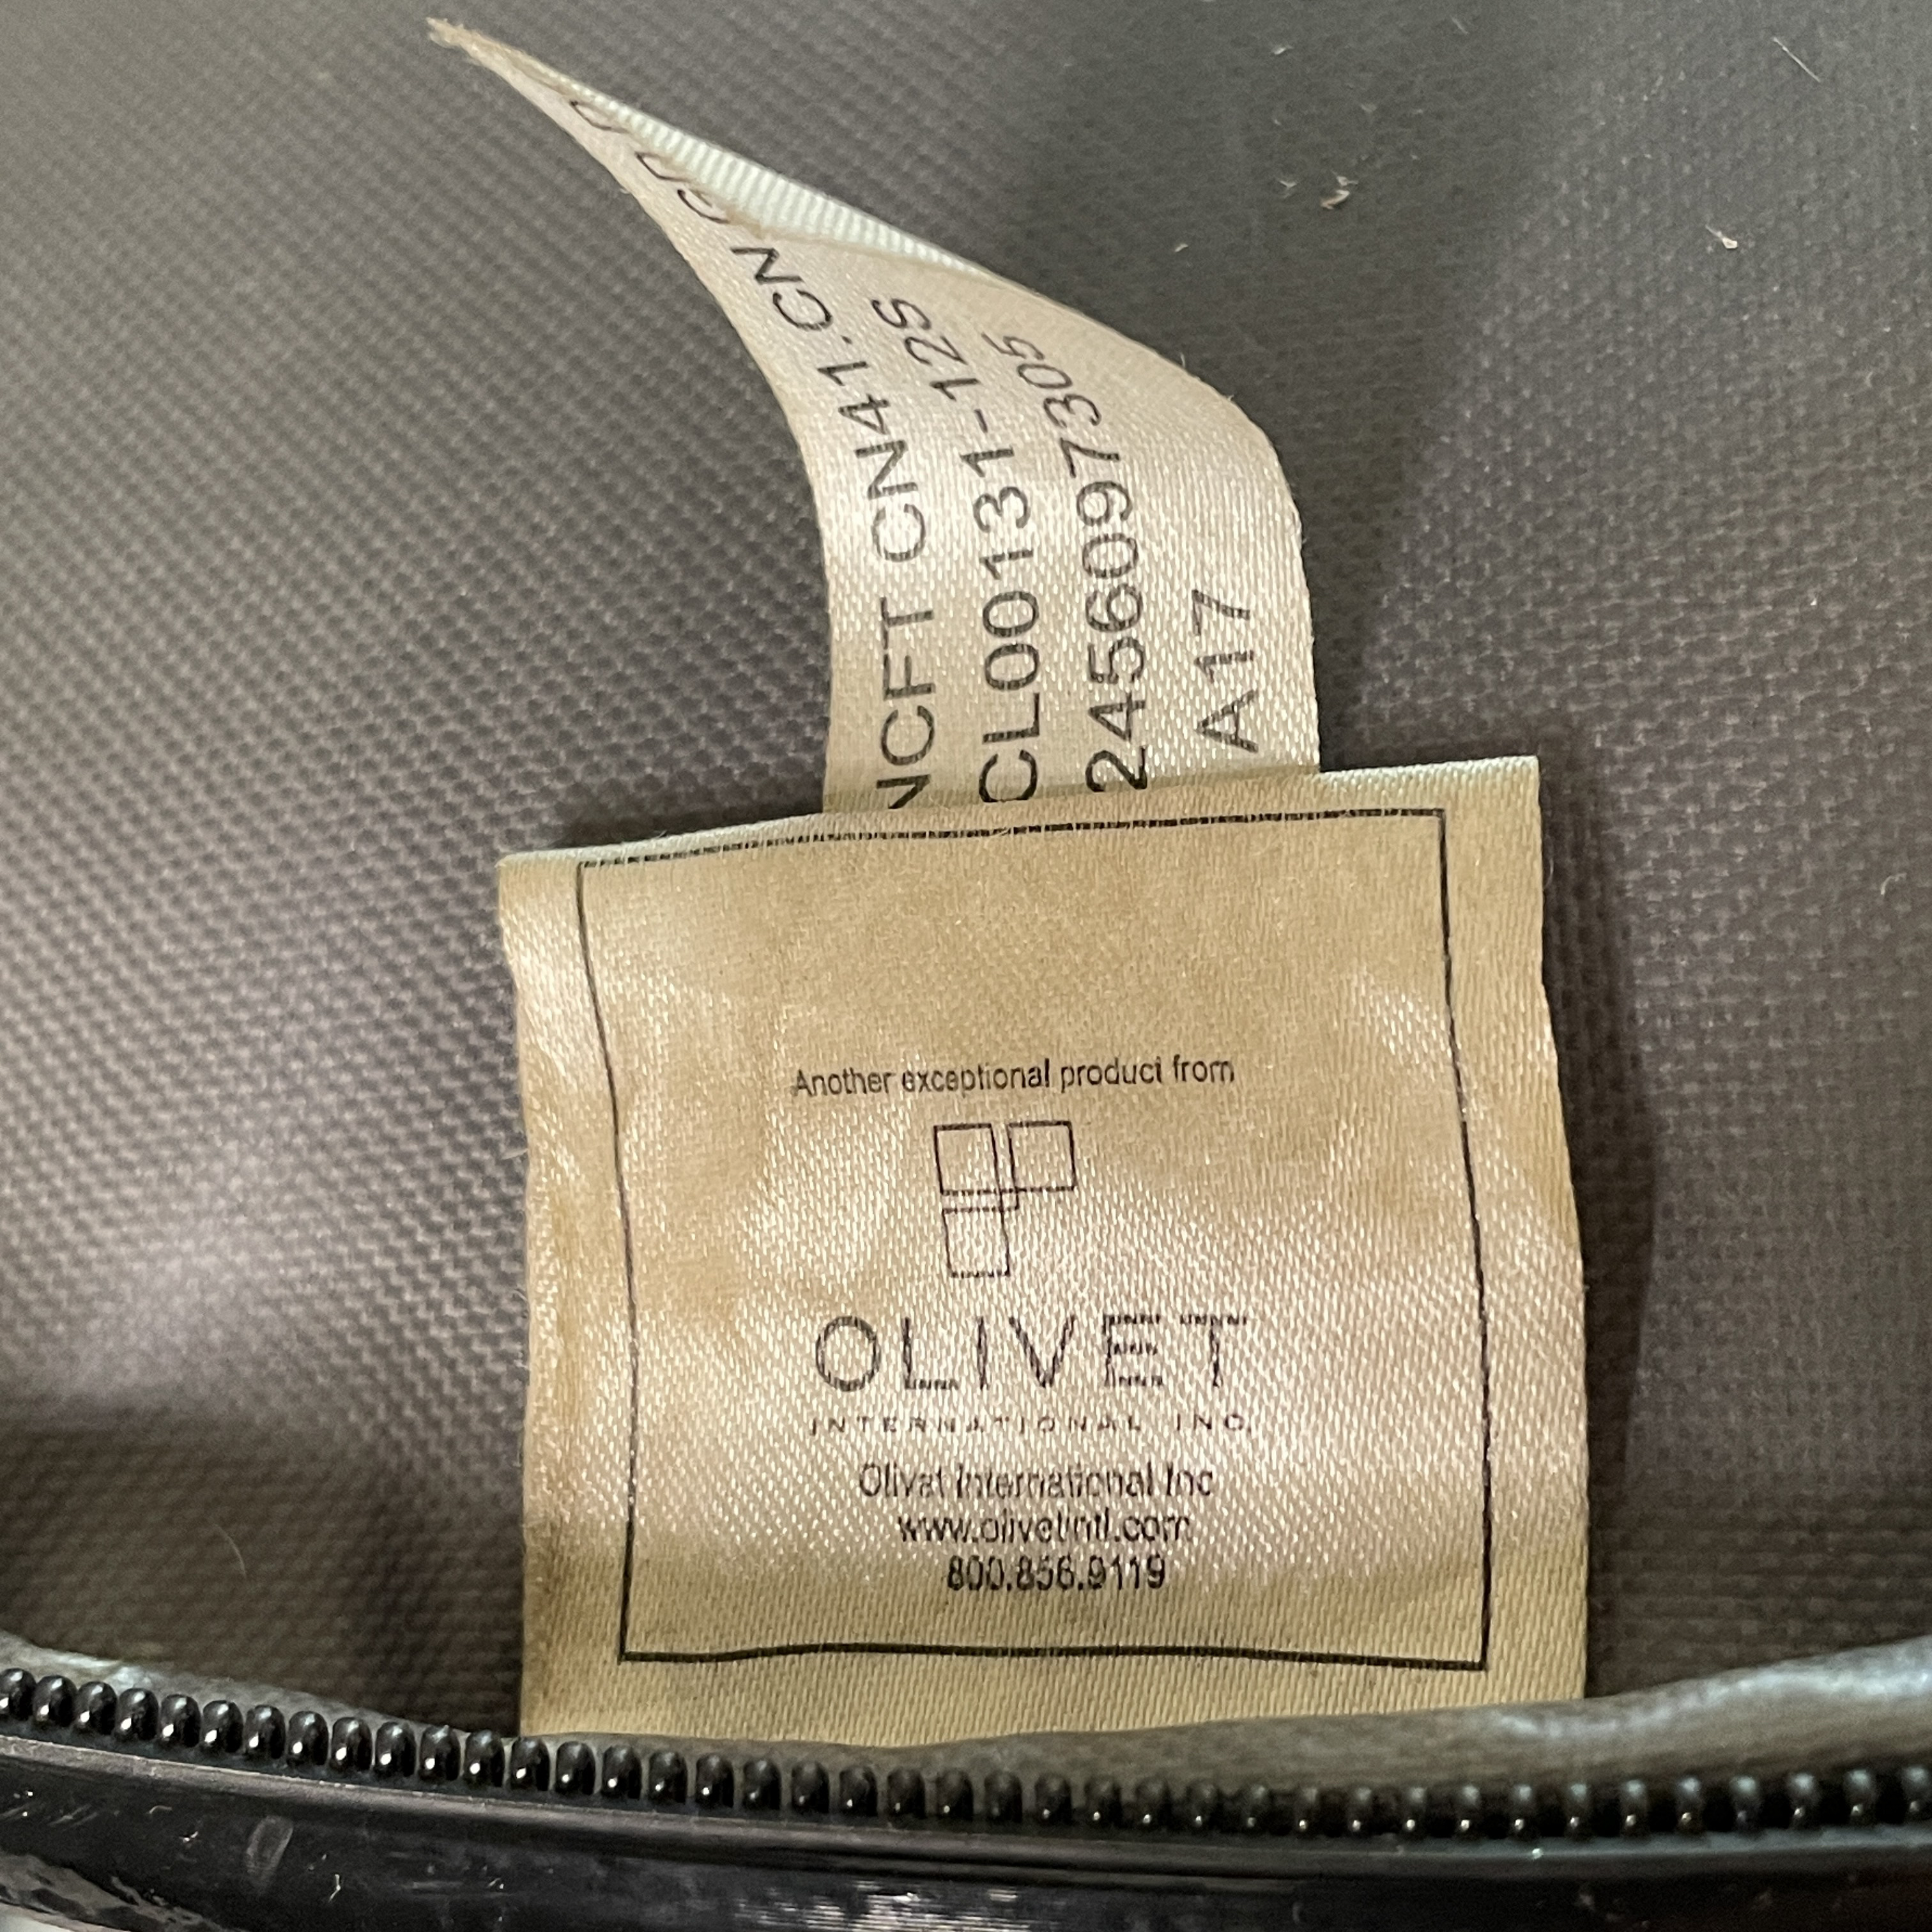 NCFT CN41.CN
CL00131-12S
2456097305
A17
Another exceptional product from
OLIVET
INTERNATIONAL INC.
Olivet International Inc
www.olivetintl.com
800.856.9119